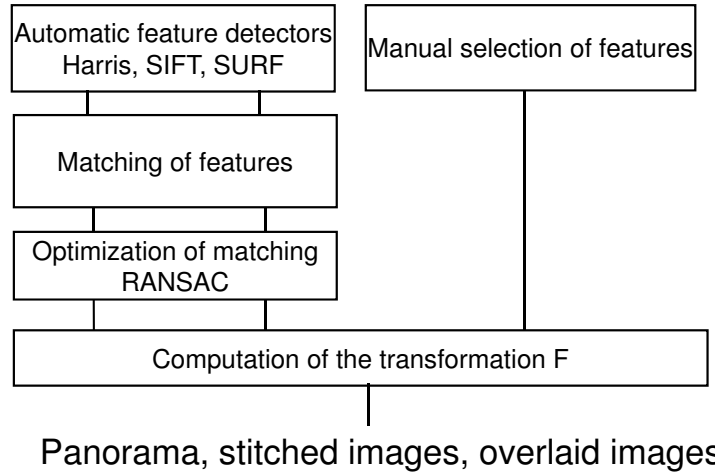 Automatic feature detectors
Harris, SIFT, SURF
Manual selection of features
Matching of features
Optimization of matching
RANSAC
Computation of the transformation F
Panorama, stitched images, overlaid images